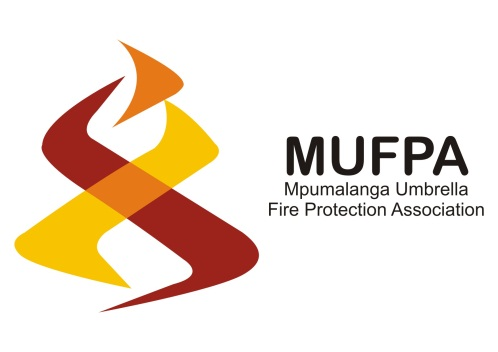 MUFPA
Mpumalanga Umbrella
Fire Protection Association